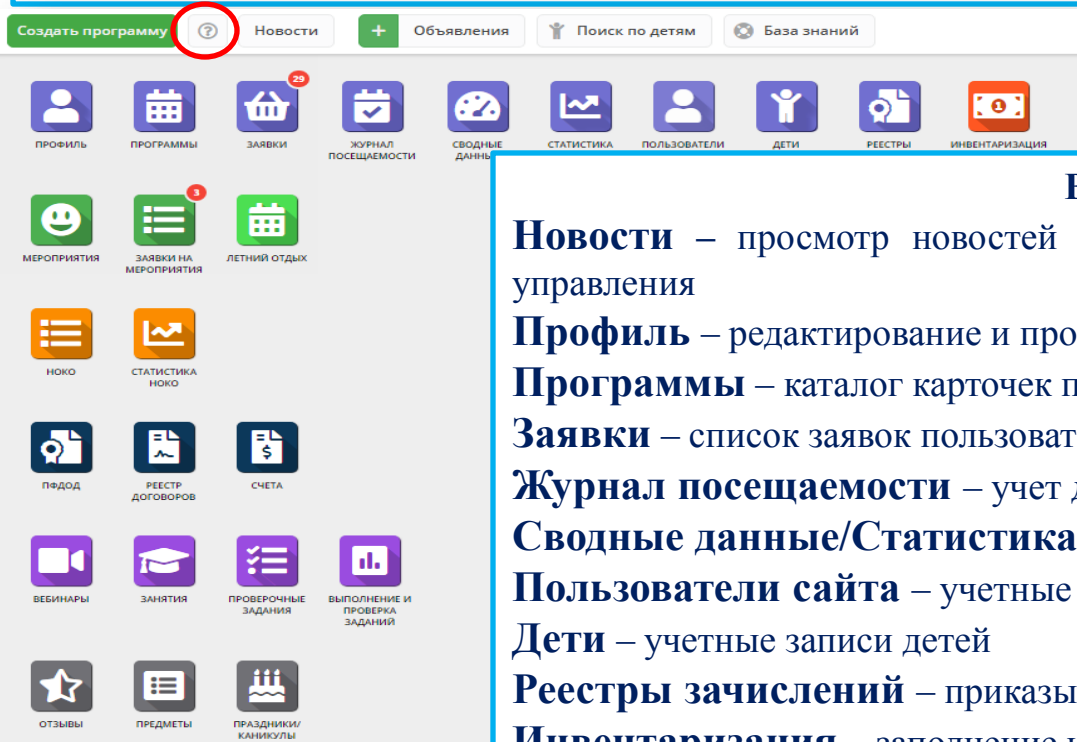 Создать программу ? Новости + Объявления Поиск по детям База знаний
29
ПРОФИЛЬ ПРОГРАММЫ ЗАЯВКИ ЖУРНАЛ СВОДНЫЕ СТАТИСТИКА ПОЛЬЗОВАТЕЛИ ДЕТИ РЕЕСТРЫ ИНВЕНТАРИЗАЦИЯ
ПОСЕЩАЕМОСТИ
3
МЕРОПРИЯТИЯ ЗАЯВКИ НА ЛЕТНИЙ ОТДЫХ
МЕРОПРИЯТИЯ
НОКО СТАТИСТИКА
НОКО
ПФДОД РЕЕСТР СЧЕТА
ДОГОВОРОВ
ВЕБИНАРЫ ЗАНЯТИЯ ПРОВЕРОЧНЫЕ ВЫПОЛНЕНИЕ И
ЗАДАНИЯ ПРОВЕРКА
ЗАДАНИЙ
ОТЗЫВЫ ПРЕДМЕТЫ ПРАЗДНИКИ/
КАНИКУЛЫ
Новости – просмотр новостей
управления
Профиль – редактирование и про
Программы – каталог карточек п
Заявки – список заявок пользоват
Журнал посещаемости – учет
Сводные данные/Статистика
Пользователи сайта – учетные
Дети – учетные записи детей
Реестры зачислений – приказы
Инвентаризация – заполнение